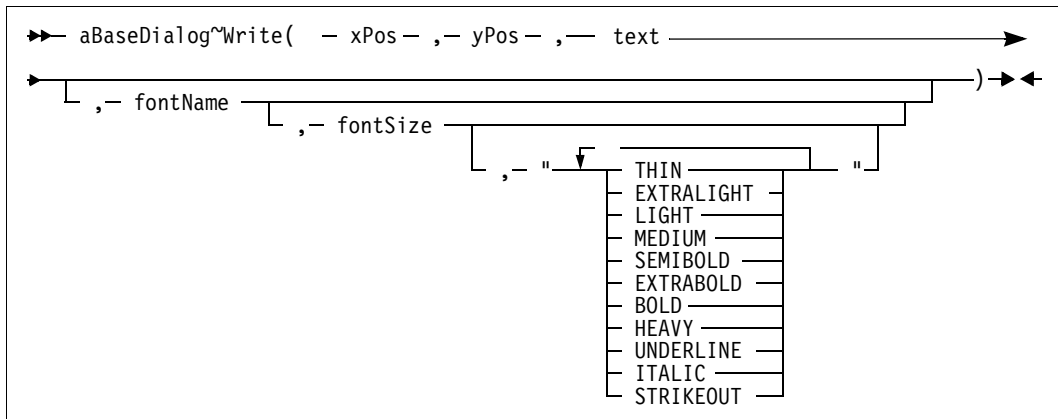 aBaseDialog~Write( xPos , yPos , text
)
, fontName
, fontSize
, " THIN "
EXTRALIGHT
LIGHT
MEDIUM
SEMIBOLD
EXTRABOLD
BOLD
HEAVY
UNDERLINE
ITALIC
STRIKEOUT